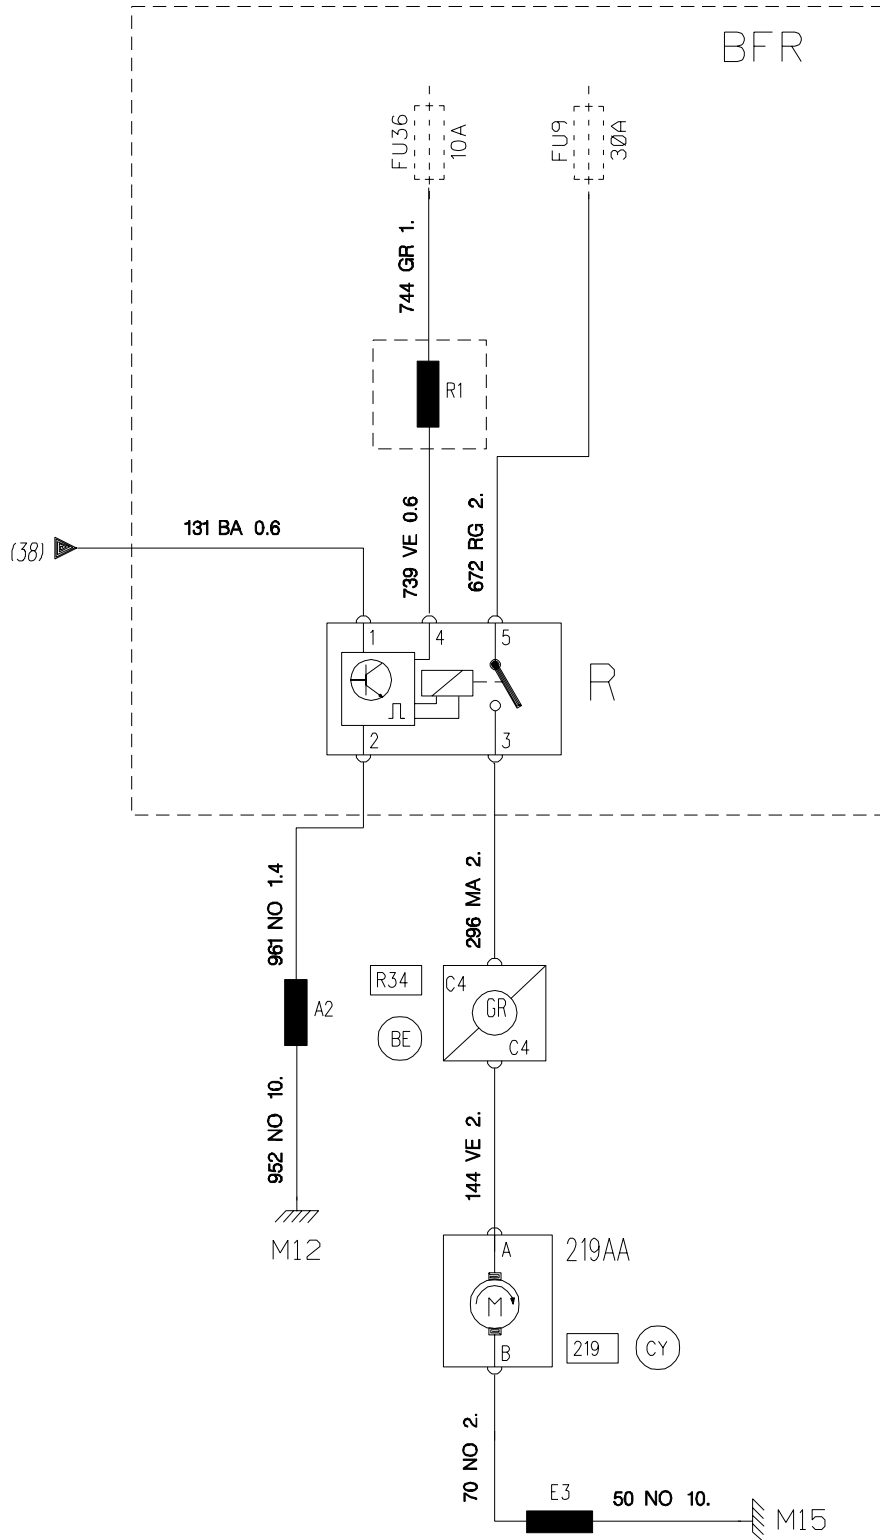 BFR
FU36
10A
FU9
30A
744 GR 1.
R1
131 BA 0.6
739 VE 0.6
672 RG 2.
(38)
1
4
5
R
2
3
961 NO 1.4
296 MA 2.
R34
C4
GR
A2
BE
C4
952 NO 10.
144 VE 2.
M12
A
219AA
M
B
219
CY
70 NO 2.
E3
50 NO 10.
M15